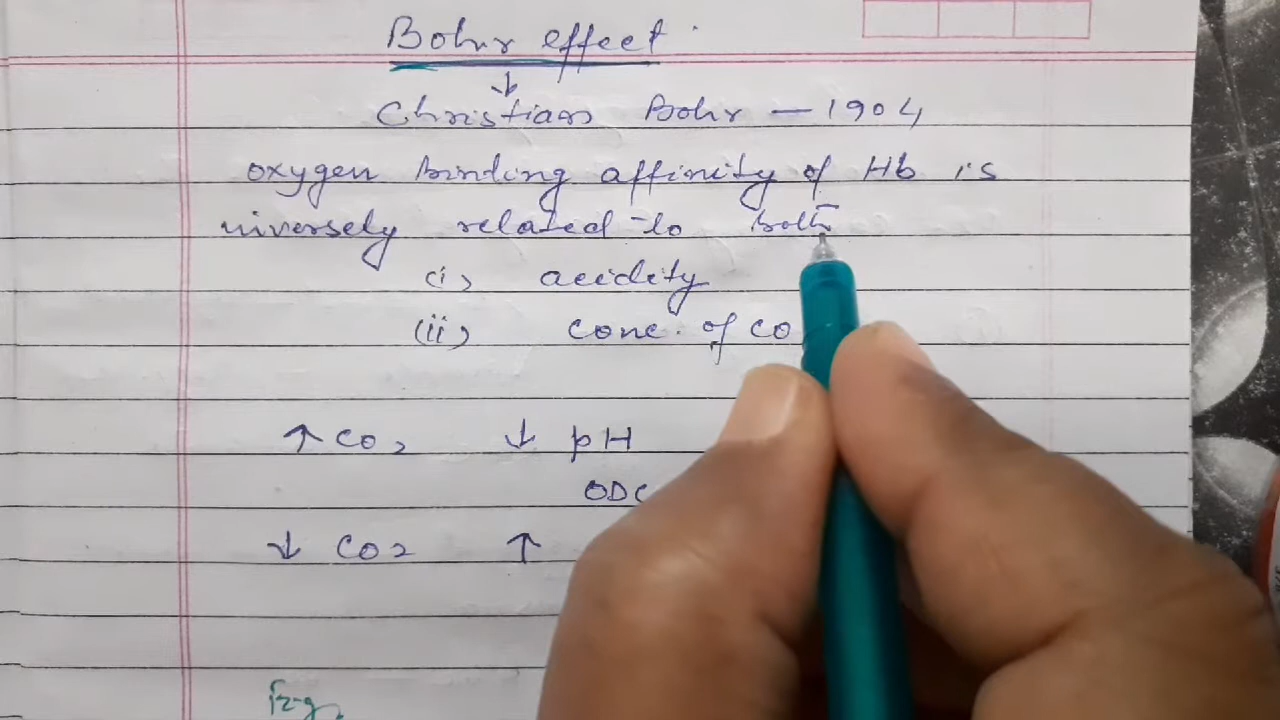 Bohr effect
↓
Christian Bohr — 1904
oxygen binding affinity of Hb is
inversely related to both
(i) acidity
(ii) conc. of CO
↑ CO2 ↓ pH
ODC
↓ CO2 ↑
E.g,